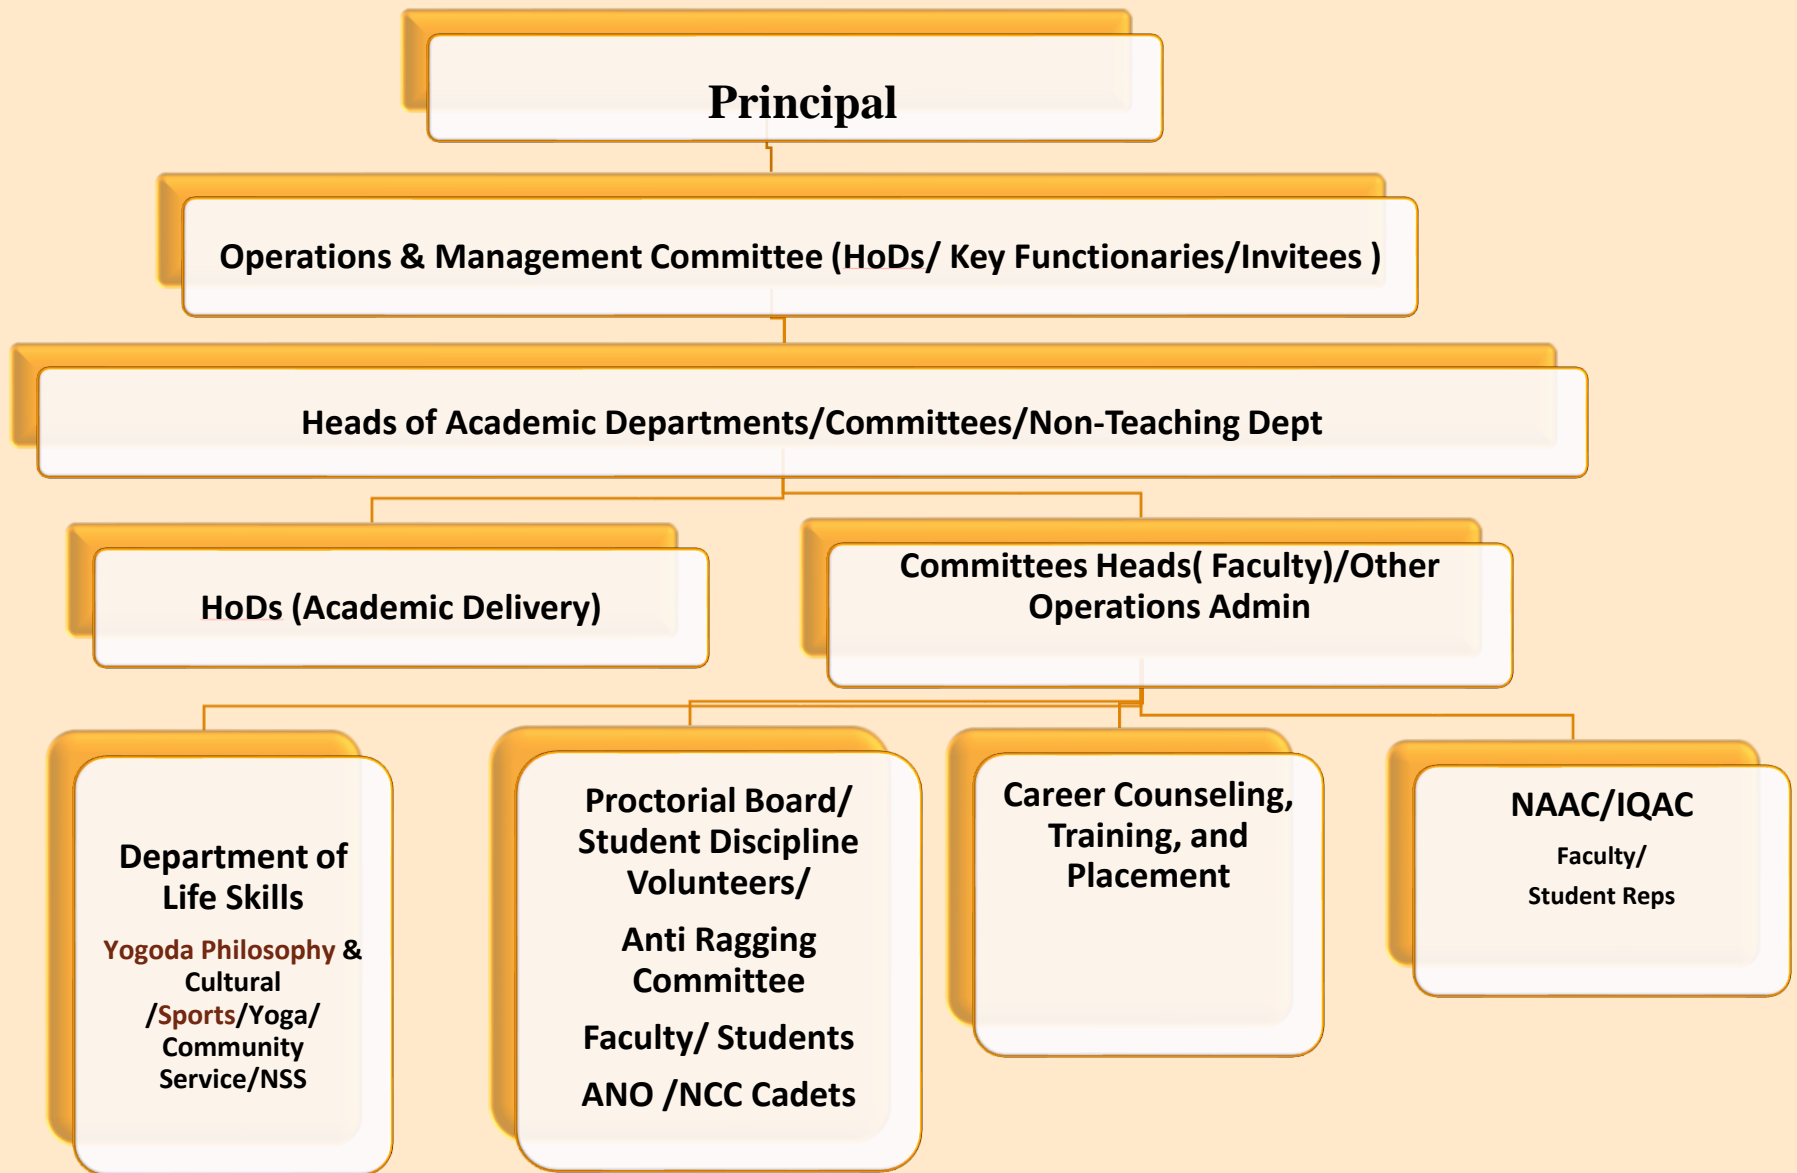 Principal
Operations & Management Committee (HoDs/ Key Functionaries/Invitees )
Heads of Academic Departments/Committees/Non-Teaching Dept
HoDs (Academic Delivery)
Committees Heads( Faculty)/Other
Operations Admin
Department of
Life Skills
Yogoda Philosophy &
Cultural
/Sports/Yoga/
Community
Service/NSS
Proctorial Board/
Student Discipline
Volunteers/
Anti Ragging
Committee
Faculty/ Students
ANO /NCC Cadets
Career Counseling,
Training, and
Placement
NAAC/IQAC
Faculty/
Student Reps